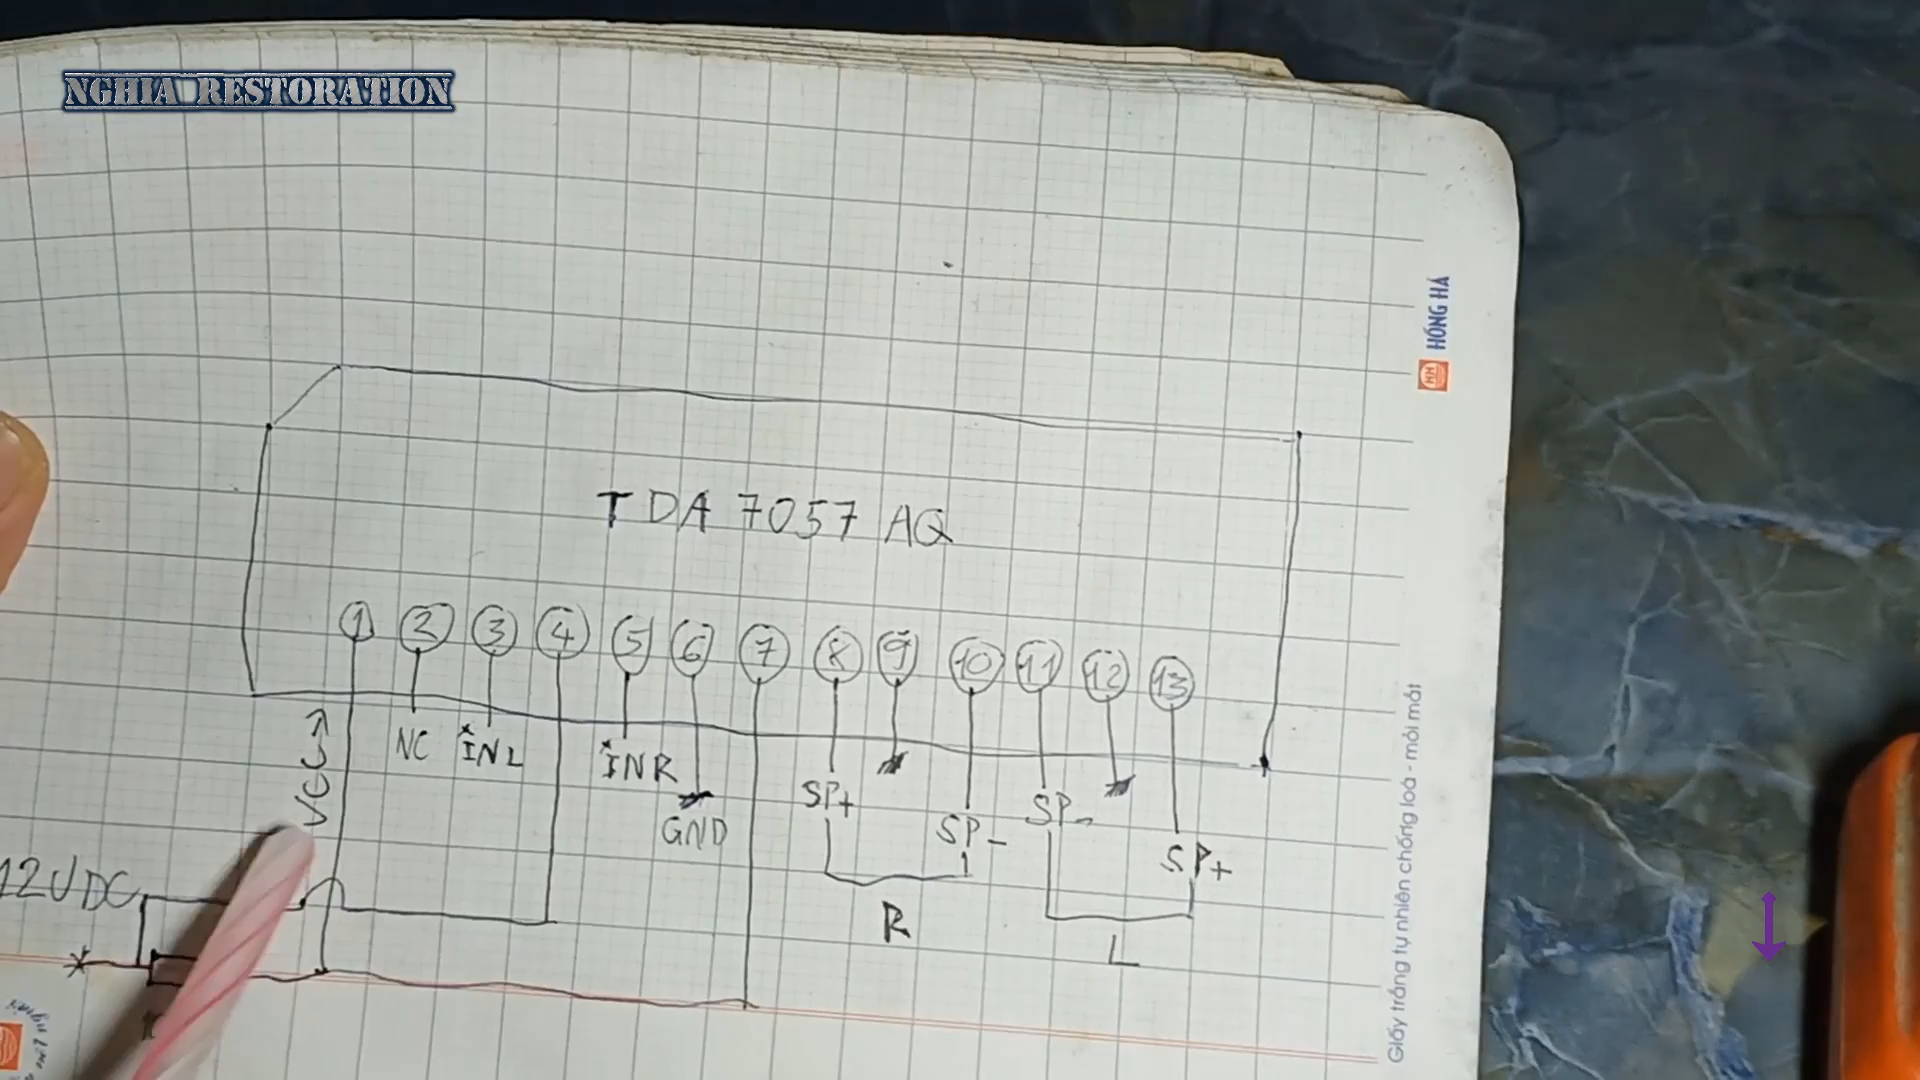 NGHIA RESTORATION
HỒNG HÀ
TDA 7057 AQ
1 2 3 4 5 6 7 8 9 10 11 12 13
VCC
NC
INL
INR
GND
SP+
SP-
SP-
SP+
12VDC
R
L
Giấy trắng tự nhiên chống loá - mỏi mắt